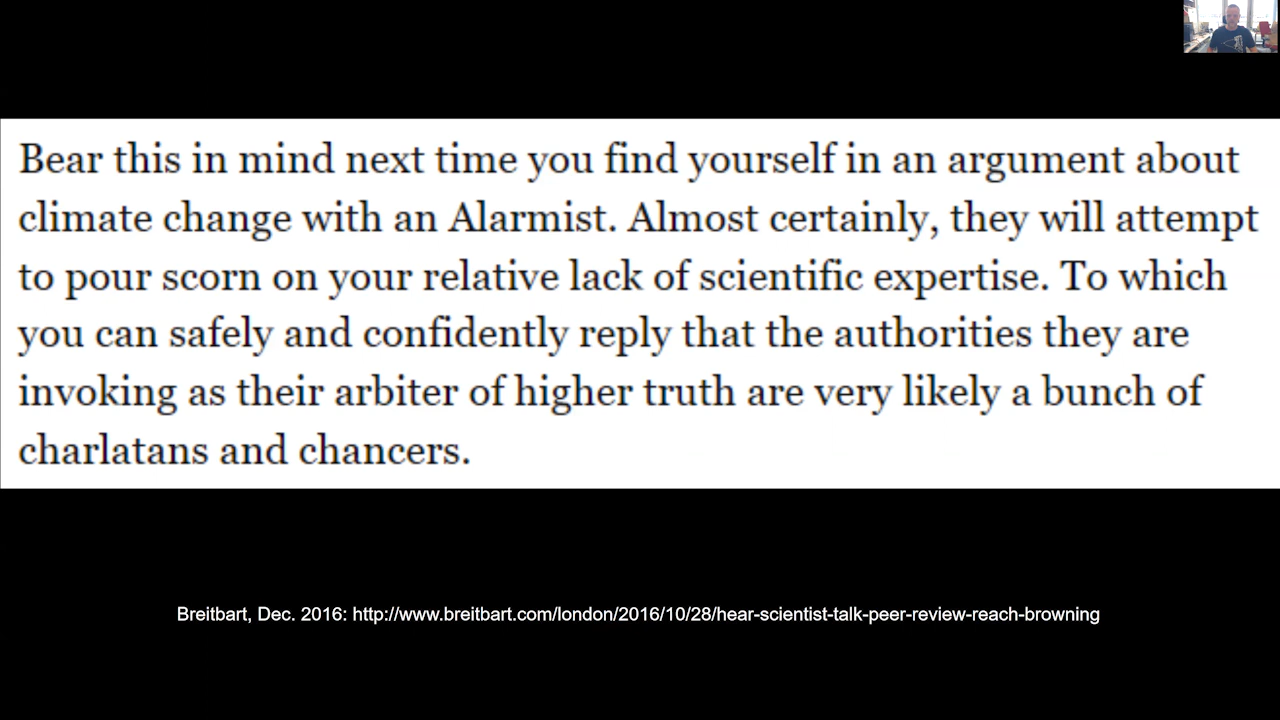 Bear this in mind next time you find yourself in an argument about
climate change with an Alarmist. Almost certainly, they will attempt
to pour scorn on your relative lack of scientific expertise. To which
you can safely and confidently reply that the authorities they are
invoking as their arbiter of higher truth are very likely a bunch of
charlatans and chancers.
Breitbart, Dec. 2016: http://www.breitbart.com/london/2016/10/28/hear-scientist-talk-peer-review-reach-browning